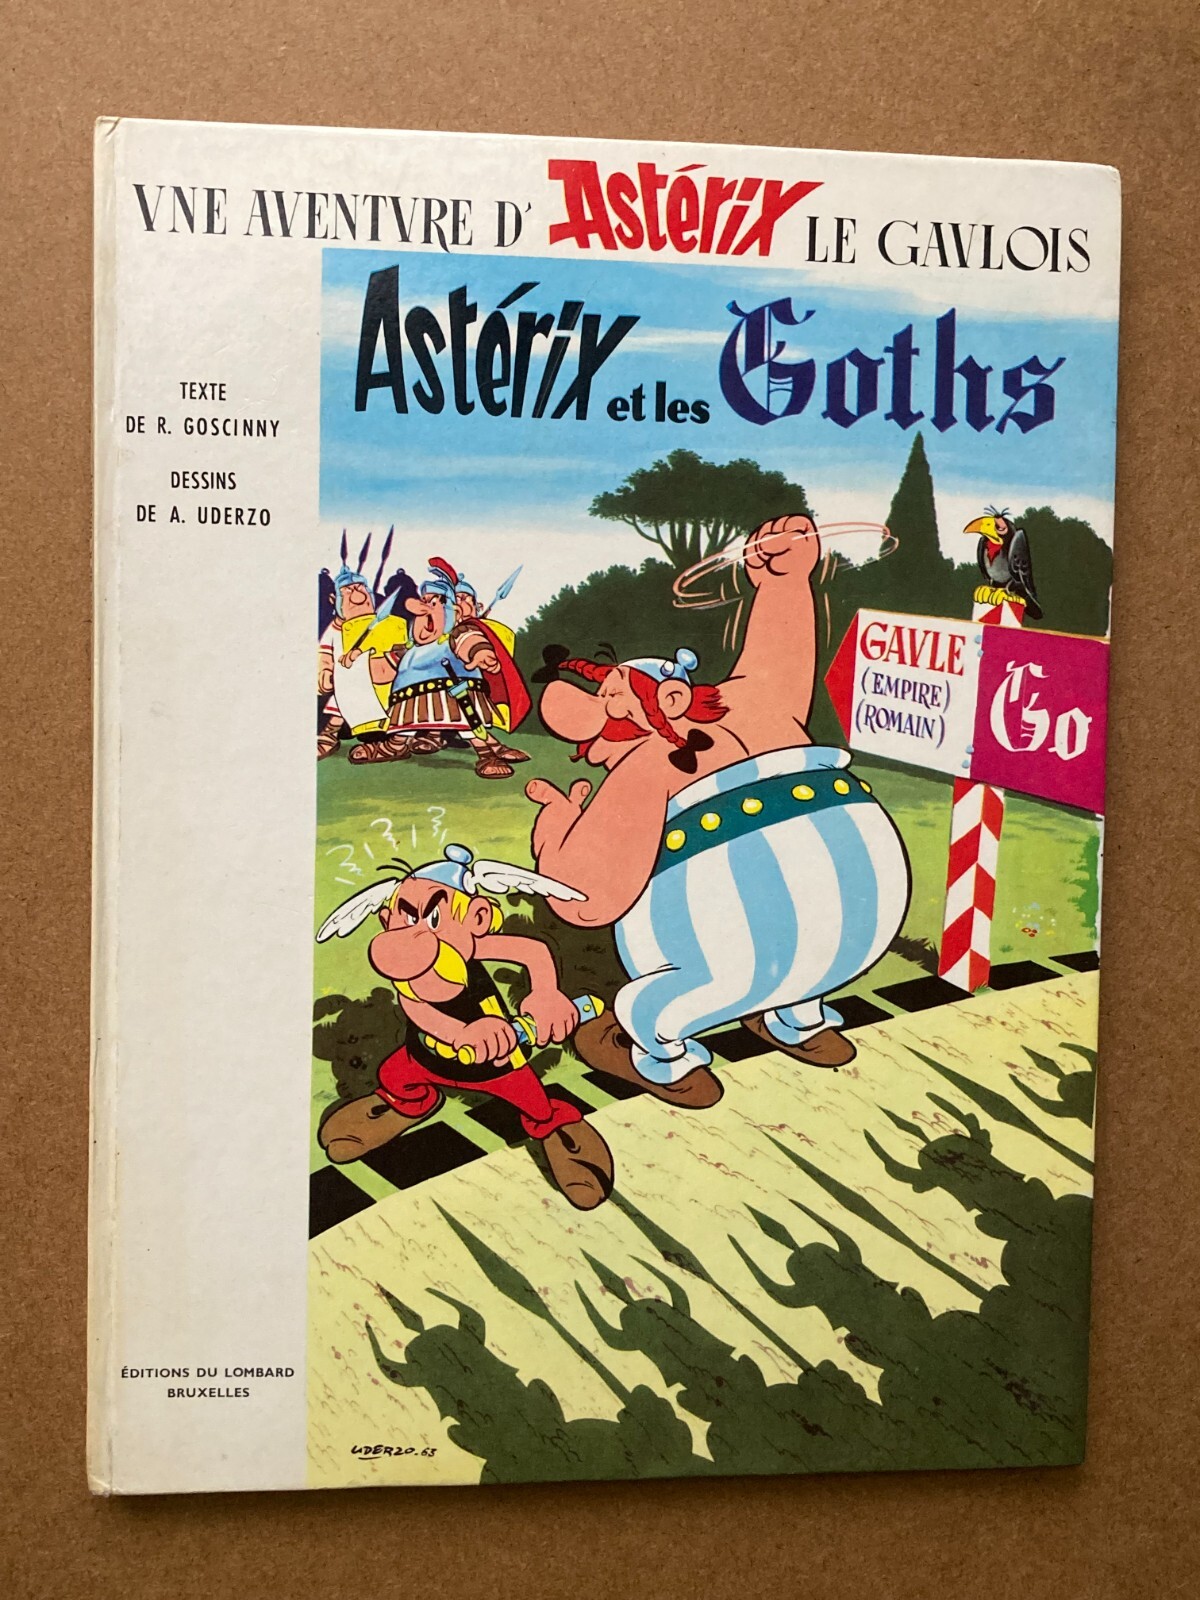 VNE AVENTVRE D' Astérix LE GAVLOIS
Astérix et les Goths
TEXTE
DE R. GOSCINNY
DESSINS
DE A. UDERZO
GAVLE
(EMPIRE)
(ROMAIN)
Go
ÉDITIONS DU LOMBARD
BRUXELLES
UDERZO.63